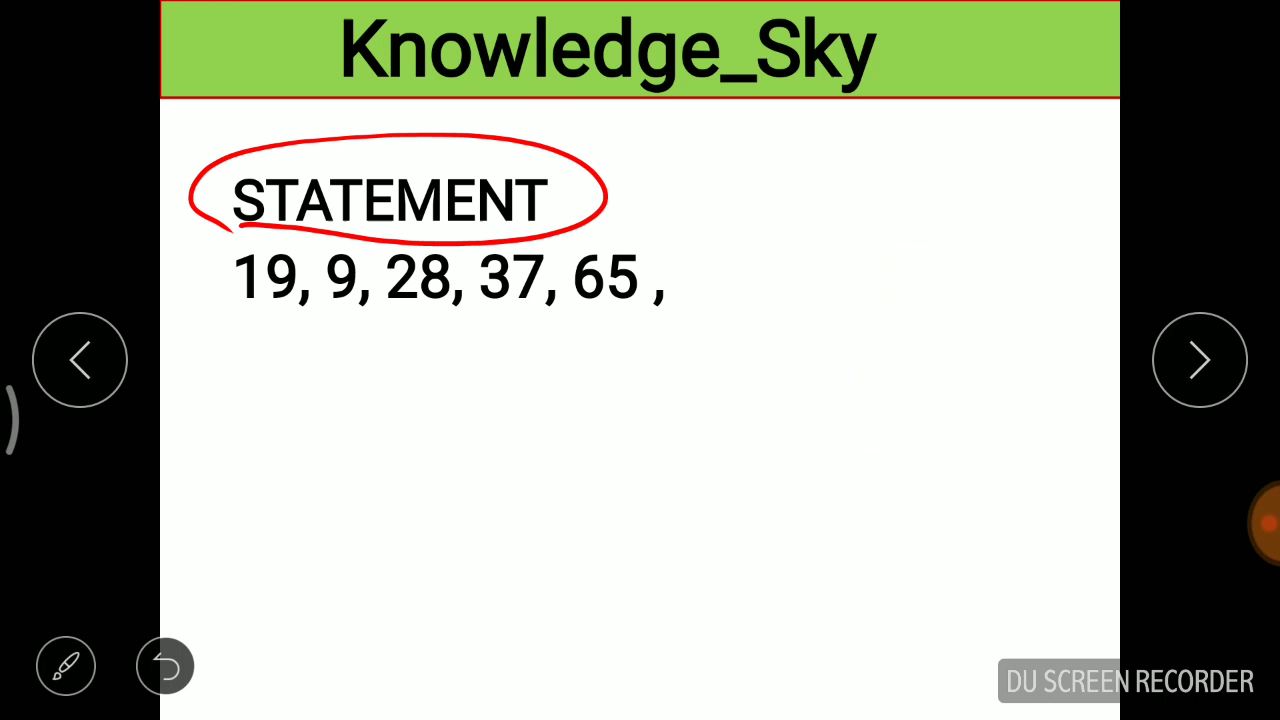 Knowledge_Sky
STATEMENT
19, 9, 28, 37, 65 ,
DU SCREEN RECORDER